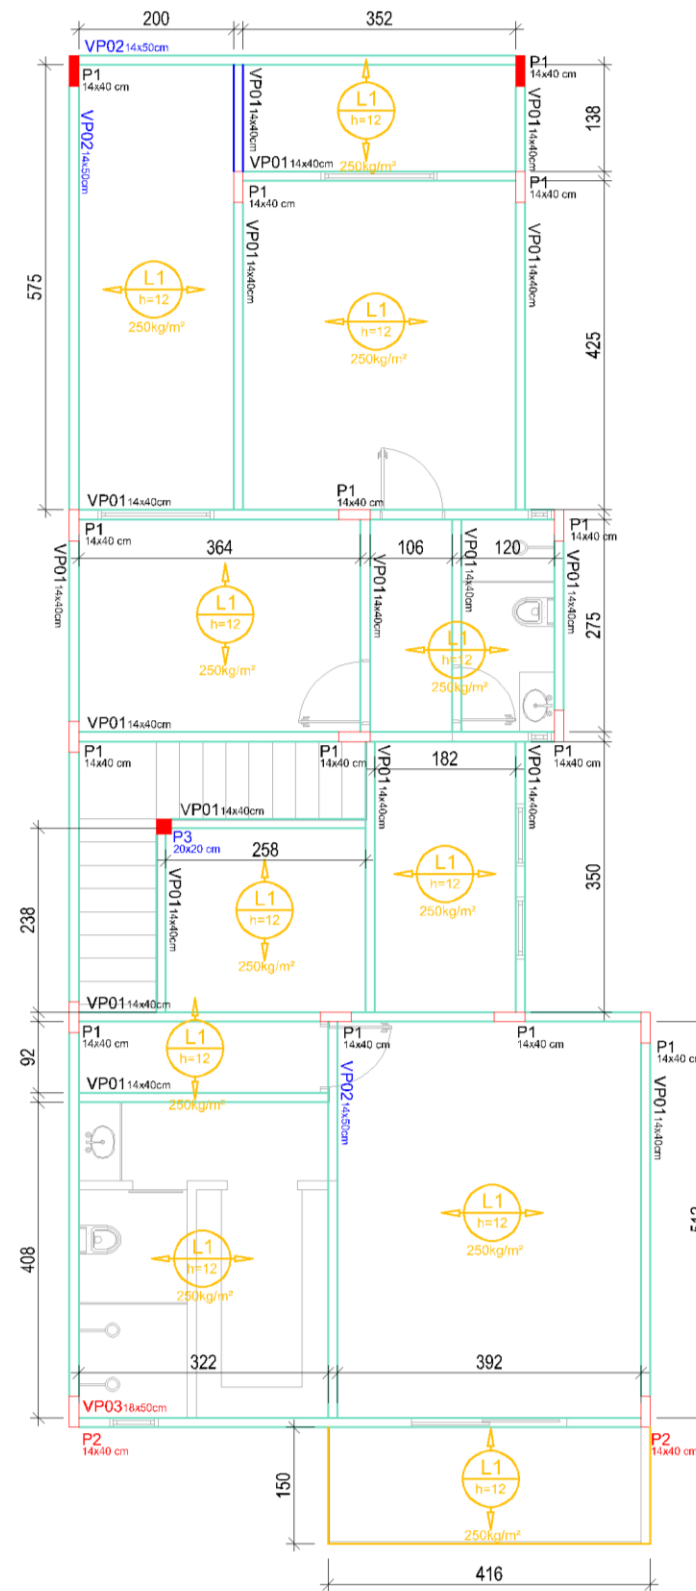 200
352
VP02 14x50cm
P1
14x40 cm
P1
14x40 cm
VP02 14x50cm
VP01 14x40cm
L1
h=12
250kg/m²
VP01 14x40cm
138
VP01 14x40cm
P1
14x40 cm
P1
14x40 cm
VP01 14x40cm
VP01 14x40cm
575
L1
h=12
250kg/m²
L1
h=12
250kg/m²
425
VP01 14x40cm
P1
14x40 cm
P1
14x40 cm
P1
14x40 cm
364
106
120
VP01 14x40cm
VP01 14x40cm
VP01 14x40cm
VP01 14x40cm
L1
h=12
250kg/m²
L1
h=12
250kg/m²
275
VP01 14x40cm
P1
14x40 cm
P1
14x40 cm
P1
14x40 cm
182
VP01 14x40cm
VP01 14x40cm
VP01 14x40cm
P3
20x20 cm
258
VP01 14x40cm
L1
h=12
250kg/m²
L1
h=12
250kg/m²
350
238
VP01 14x40cm
P1
14x40 cm
P1
14x40 cm
P1
14x40 cm
P1
14x40 cm
L1
h=12
250kg/m²
92
VP01 14x40cm
VP02 14x50cm
VP01 14x40cm
L1
h=12
250kg/m²
L1
h=12
250kg/m²
408
322
392
VP03 18x50cm
P2
14x40 cm
P2
14x40 cm
150
L1
h=12
250kg/m²
416